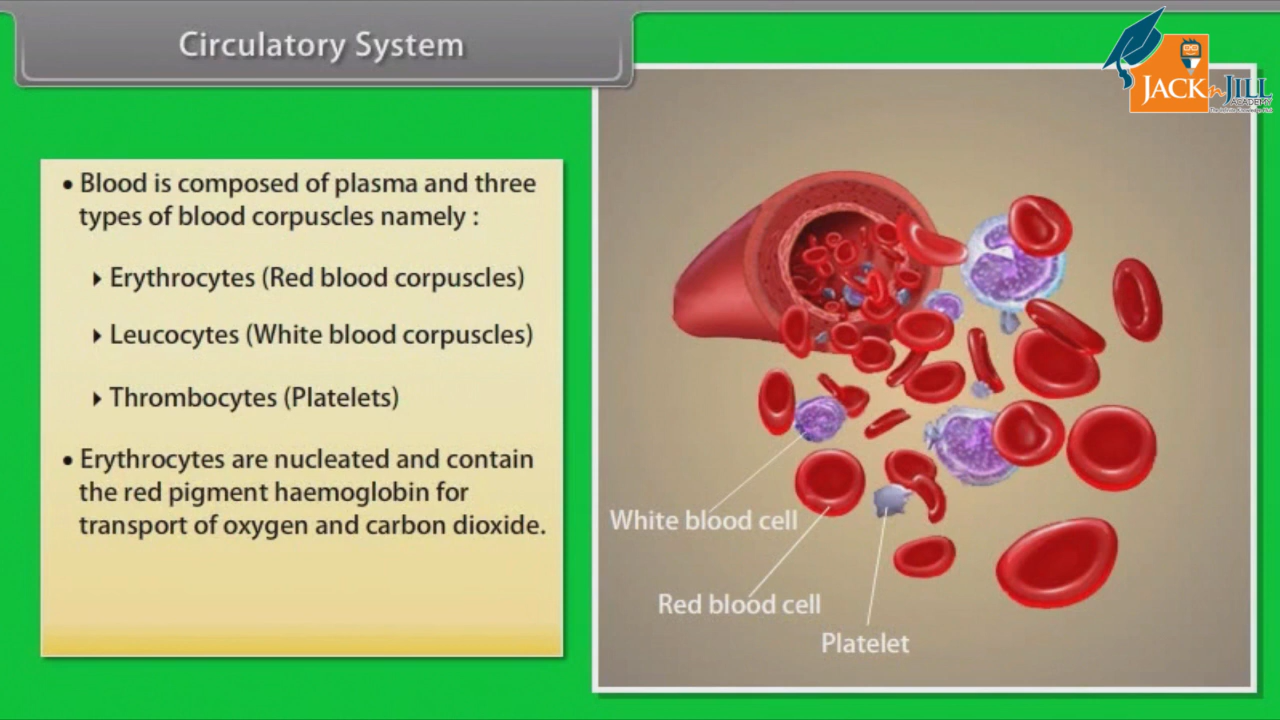 Circulatory System
JACK n JILL
ACADEMY
• Blood is composed of plasma and three
types of blood corpuscles namely :
Erythrocytes (Red blood corpuscles)
Leucocytes (White blood corpuscles)
Thrombocytes (Platelets)
• Erythrocytes are nucleated and contain
the red pigment haemoglobin for
transport of oxygen and carbon dioxide.
White blood cell
Red blood cell
Platelet